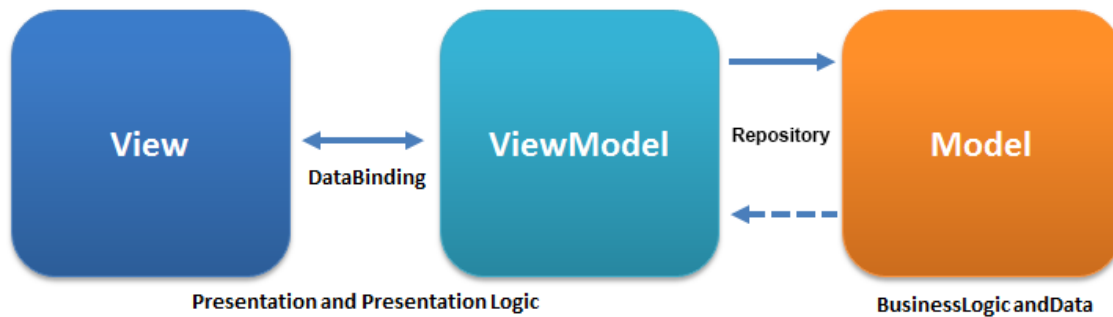 View
ViewModel
Model
DataBinding
Repository
Presentation and Presentation Logic
BusinessLogic andData